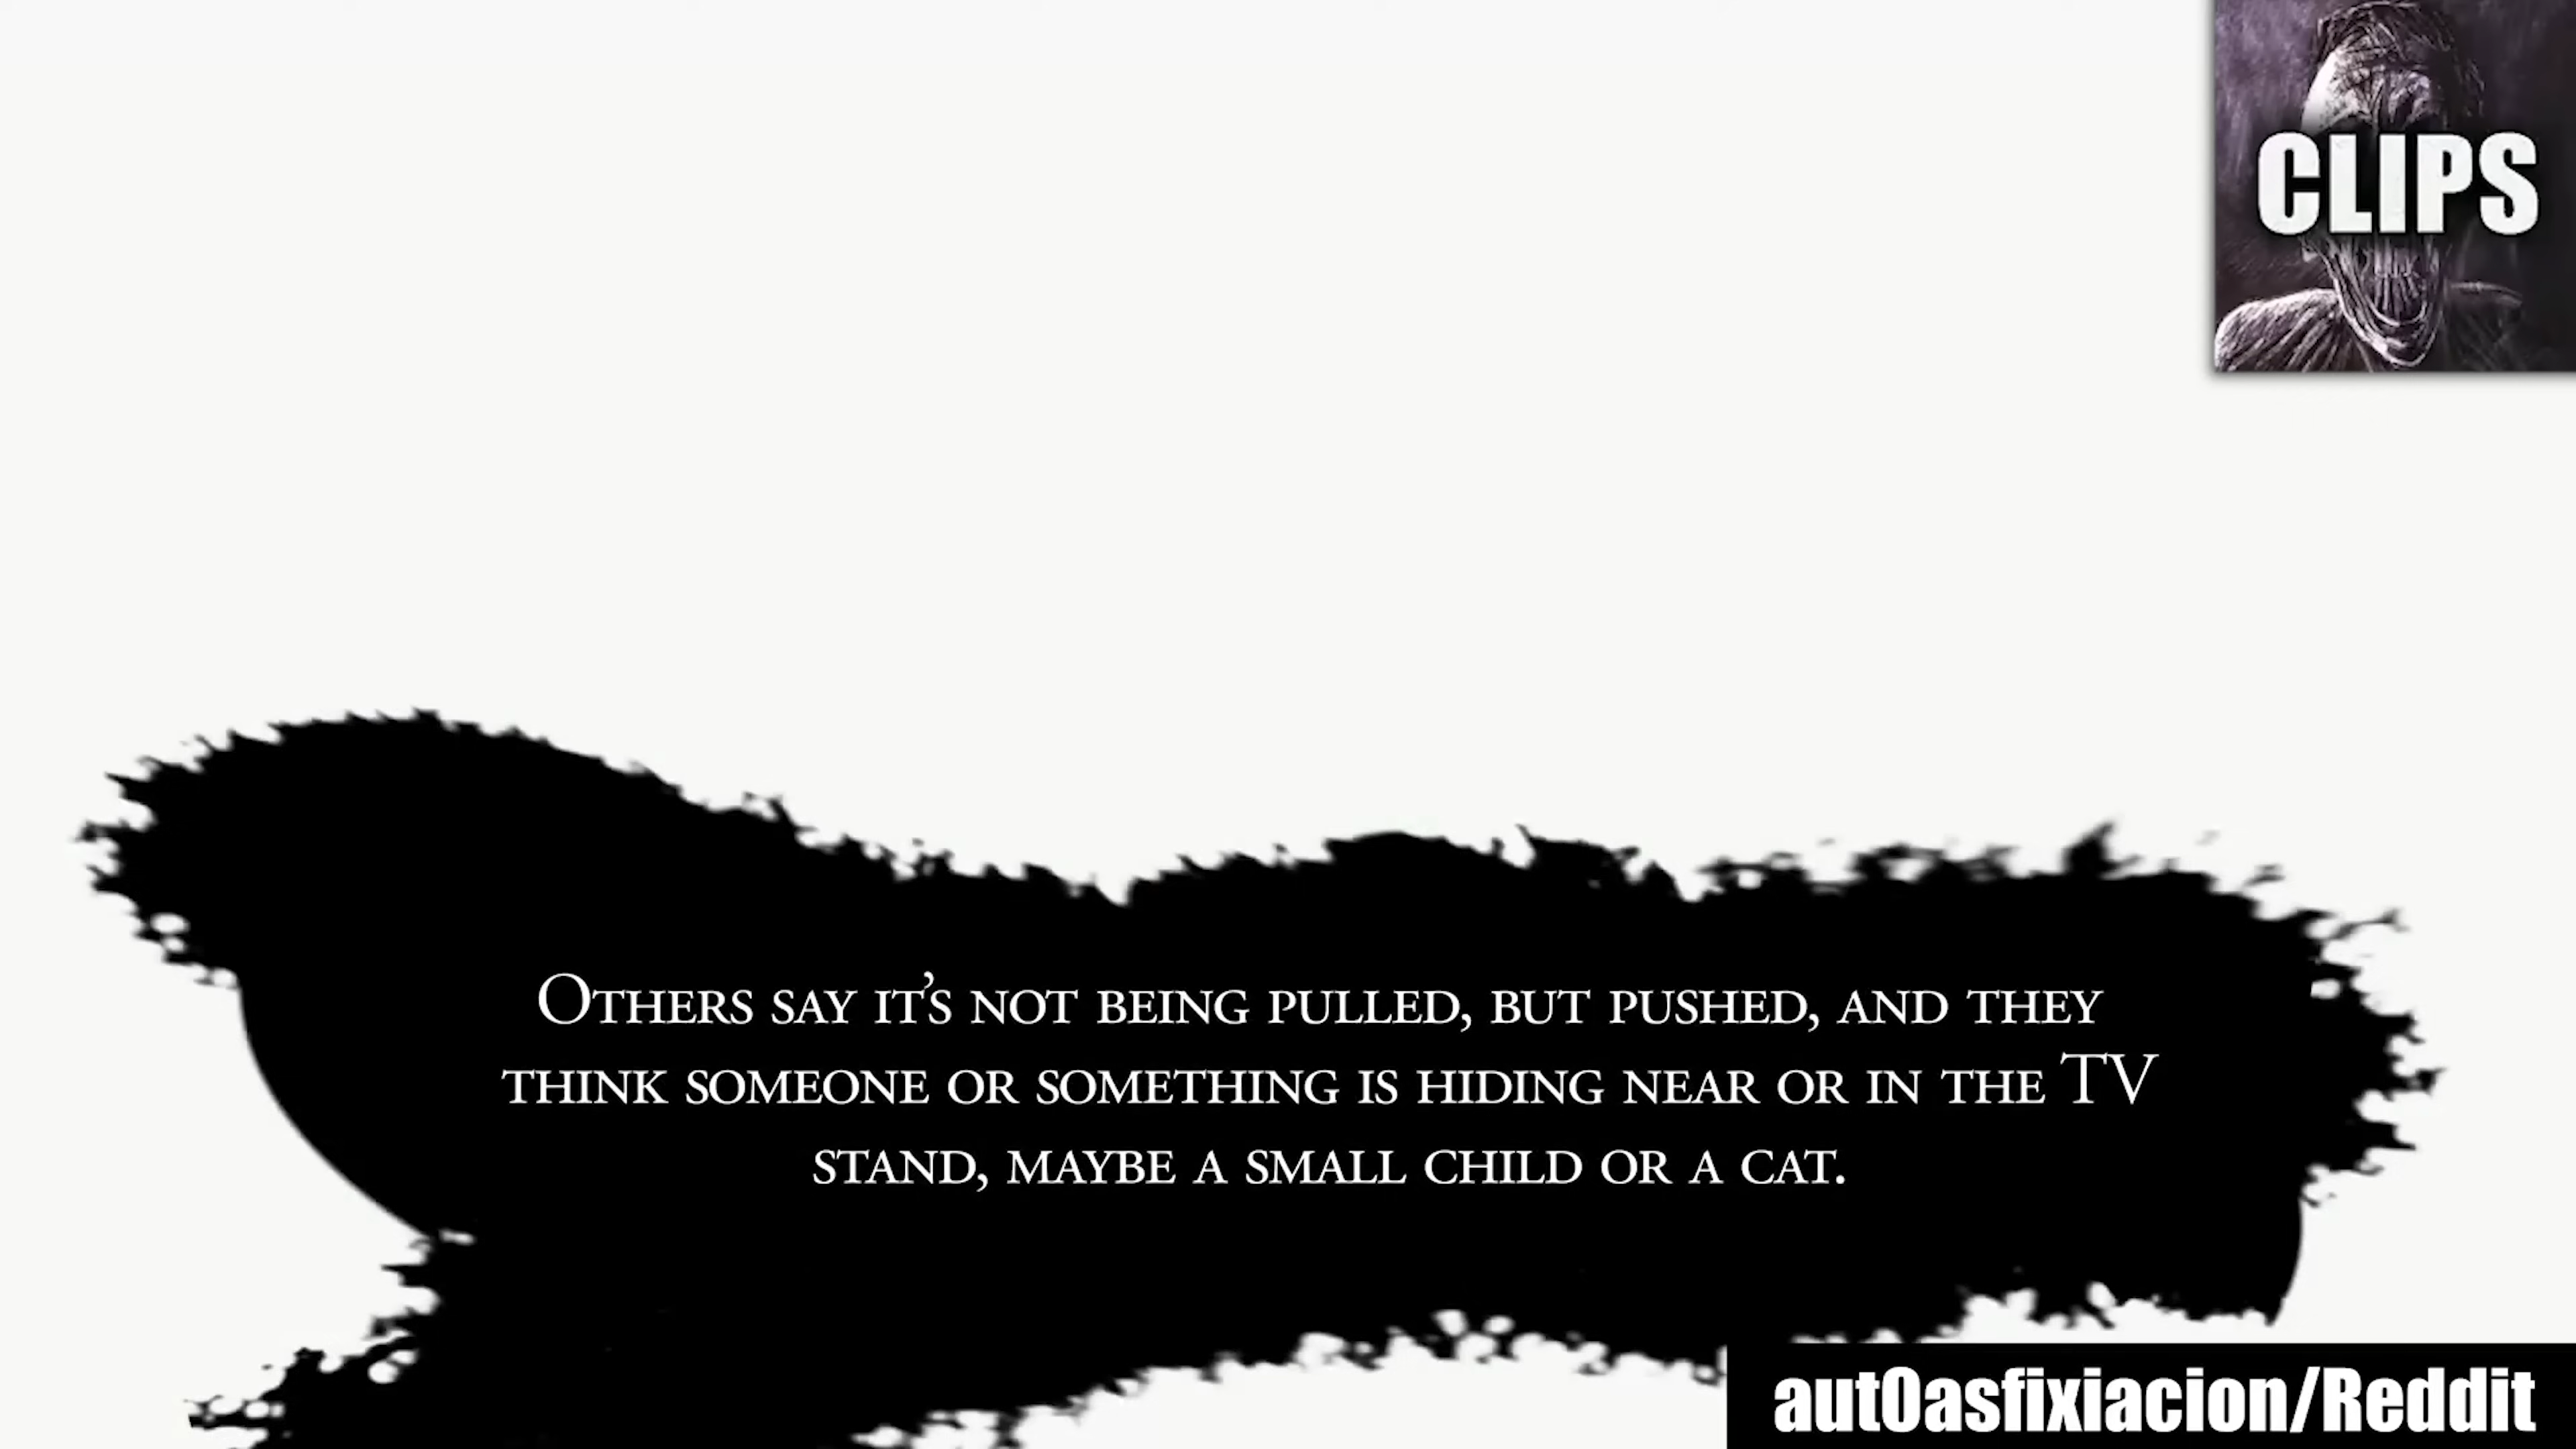 CLIPS
Others say it's not being pulled, but pushed, and they
think someone or something is hiding near or in the TV
stand, maybe a small child or a cat.
aut0asfixiacion/Reddit